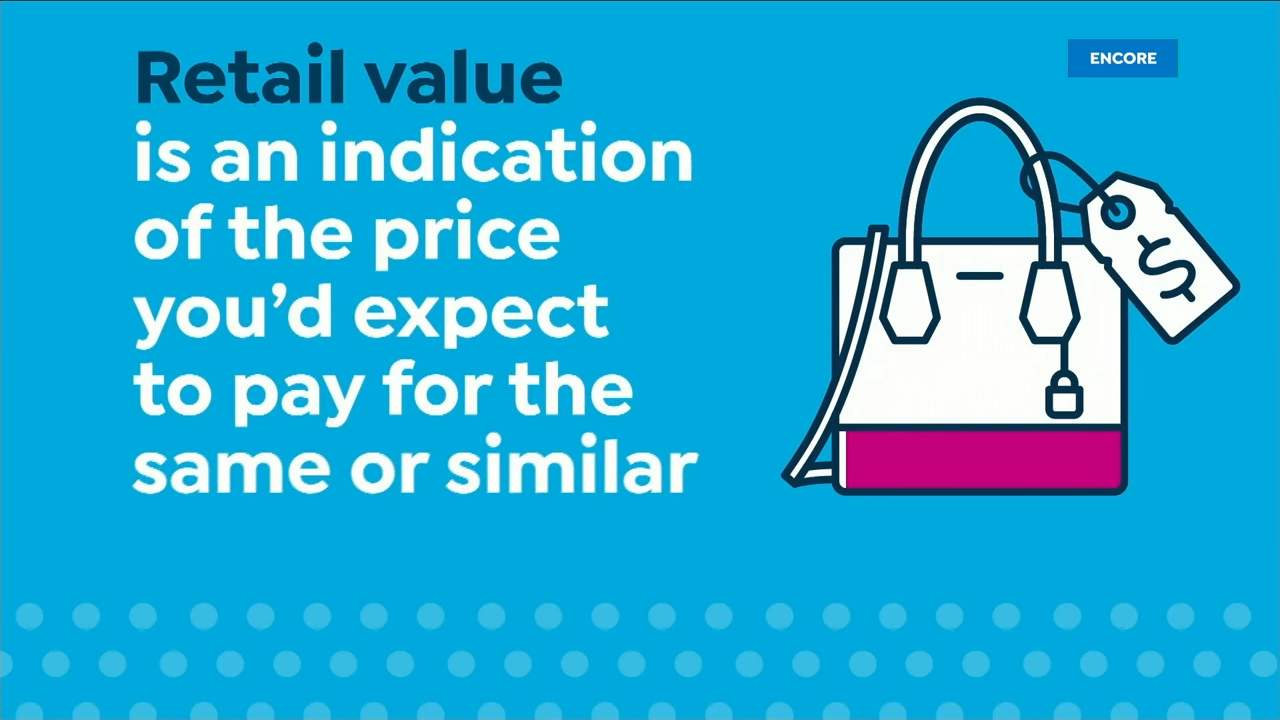 ENCORE
Retail value
is an indication
of the price
you’d expect
to pay for the
same or similar
$